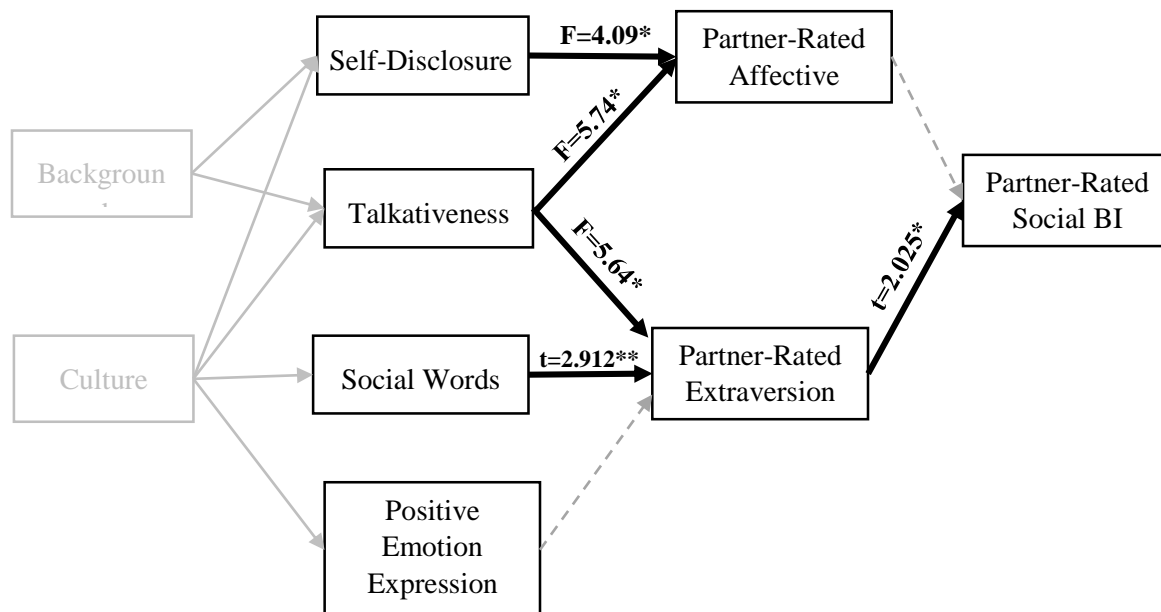 F=4.09*
Self-Disclosure
Partner-Rated
Affective
F=5.74*
Backgroun
Talkativeness
Partner-Rated
Social BI
F=5.64*
t=2.025*
Culture
Social Words
t=2.912**
Partner-Rated
Extraversion
Positive
Emotion
Expression